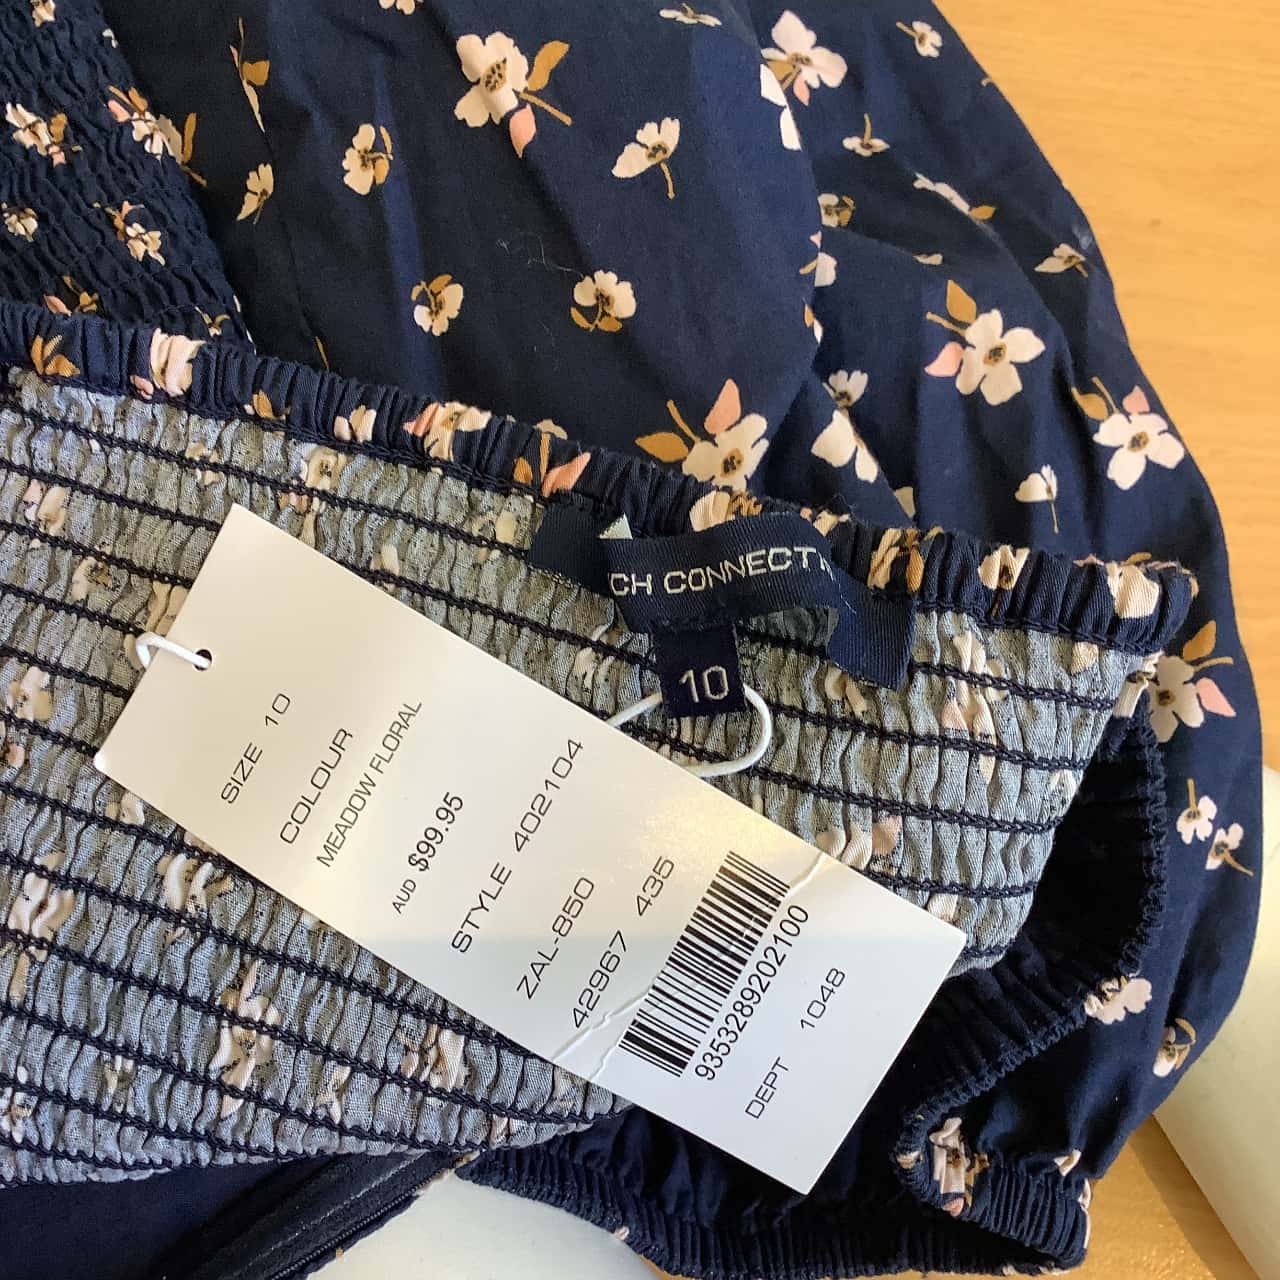 CH CONNECT
10
SIZE 10
COLOUR
MEADOW FLORAL
AUD $99.95
STYLE 402104
ZAL-850
42967 435
9353289202100
DEPT 1048